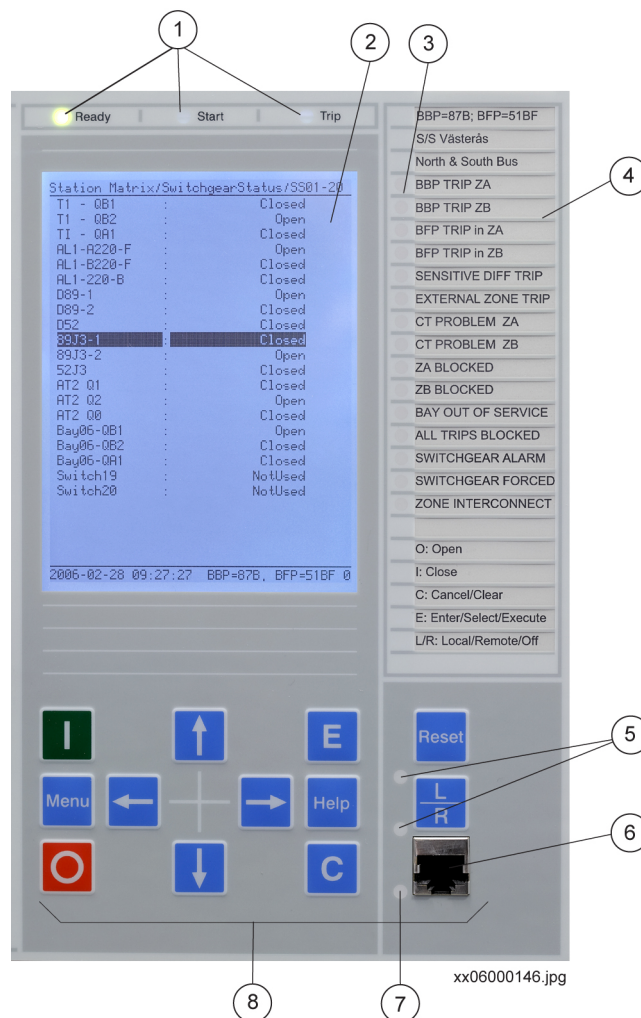 1
2
3
Ready Start Trip
Station Matrix/SwitchgearStatus/SS01-20
T1 - QB1 : Closed
T1 - QB2 : Open
TI - QA1 : Closed
AL1-A220-F : Open
AL1-B220-F : Closed
AL1-220-B : Closed
D89-1 : Open
D89-2 : Closed
D52 : Closed
89J3-1 : Closed
89J3-2 : Open
52J3 : Closed
AT2 Q1 : Closed
AT2 Q2 : Open
AT2 Q0 : Closed
Bay06-QB1 : Open
Bay06-QB2 : Closed
Bay06-QA1 : Closed
Switch19 : NotUsed
Switch20 : NotUsed
2006-02-28 09:27:27 BBP=87B, BFP=51BF 0
BBP=87B; BFP=51BF
S/S Västerås
North & South Bus
BBP TRIP ZA
BBP TRIP ZB
BFP TRIP in ZA
BFP TRIP in ZB
SENSITIVE DIFF TRIP
EXTERNAL ZONE TRIP
CT PROBLEM ZA
CT PROBLEM ZB
ZA BLOCKED
ZB BLOCKED
BAY OUT OF SERVICE
ALL TRIPS BLOCKED
SWITCHGEAR ALARM
SWITCHGEAR FORCED
ZONE INTERCONNECT
O: Open
I: Close
C: Cancel/Clear
E: Enter/Select/Execute
L/R: Local/Remote/Off
4
I
E
Reset
5
Menu
Help
L
R
6
O
C
xx06000146.jpg
8
7